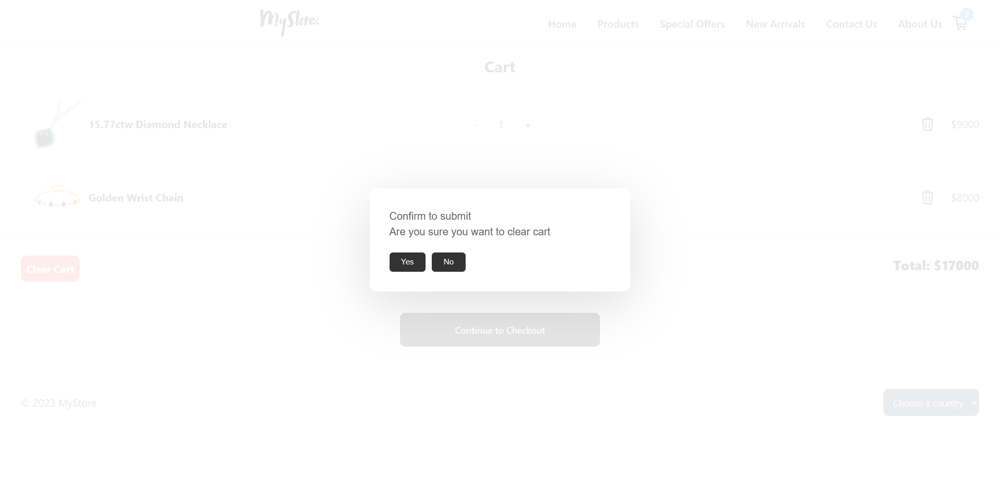 MyStore.
Home Products Special Offers New Arrivals Contact Us About Us 2
Cart
15.77ctw Diamond Necklace - 1 + $9000
Golden Wrist Chain $8000
Confirm to submit
Are you sure you want to clear cart
Yes No
Clear Cart Total: $17000
Continue to Checkout
© 2023 MyStore Choose a country